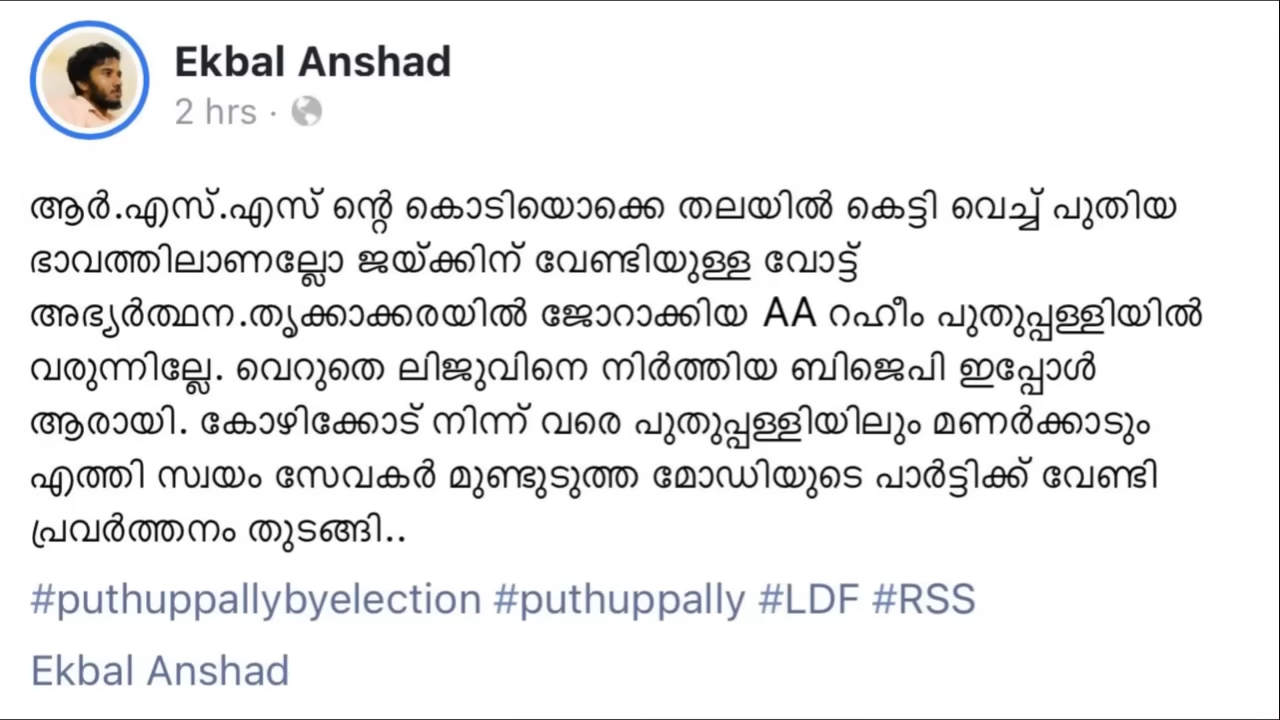 Ekbal Anshad
2 hrs ·
ആർ.എസ്.എസ് ന്റെ കൊടിയൊക്കെ തലയിൽ കെട്ടി വെച്ച് പുതിയ
ഭാവത്തിലാണല്ലോ ജയ്ക്കിന് വേണ്ടിയുള്ള വോട്ട്
അഭ്യർത്ഥന.തൃക്കാക്കരയിൽ ജോറാക്കിയ AA റഹീം പുതുപ്പള്ളിയിൽ
വരുന്നില്ലേ. വെറുതെ ലിജുവിനെ നിർത്തിയ ബിജെപി ഇപ്പോൾ
ആരായി. കോഴിക്കോട് നിന്ന് വരെ പുതുപ്പള്ളിയിലും മണർക്കാടും
എത്തി സ്വയം സേവകർ മുണ്ടുടുത്ത മോഡിയുടെ പാർട്ടിക്ക് വേണ്ടി
പ്രവർത്തനം തുടങ്ങി..
#puthuppallybyelection #puthuppally #LDF #RSS
Ekbal Anshad